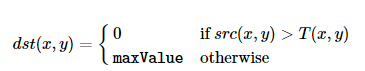 dst(x, y) = { 0 if src(x, y) > T(x, y)
maxValue otherwise